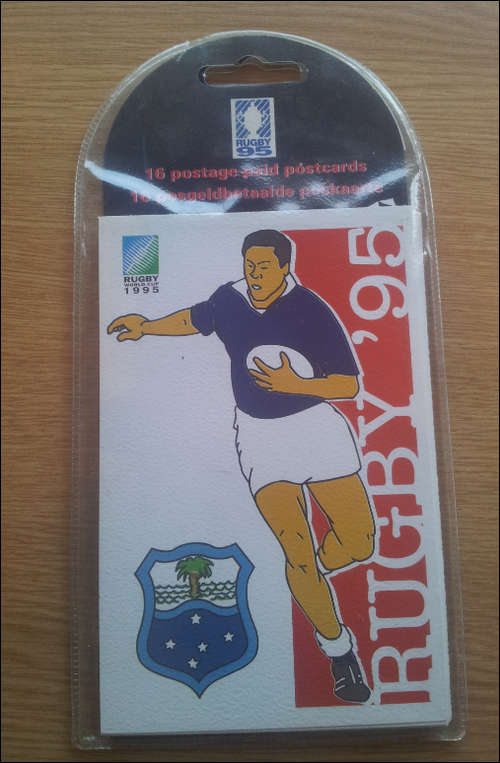 RUGBY
95
16 postage paid postcards
16 posgeldbetaalde poskaarte
RUGBY
WORLD CUP
1995
RUGBY '95